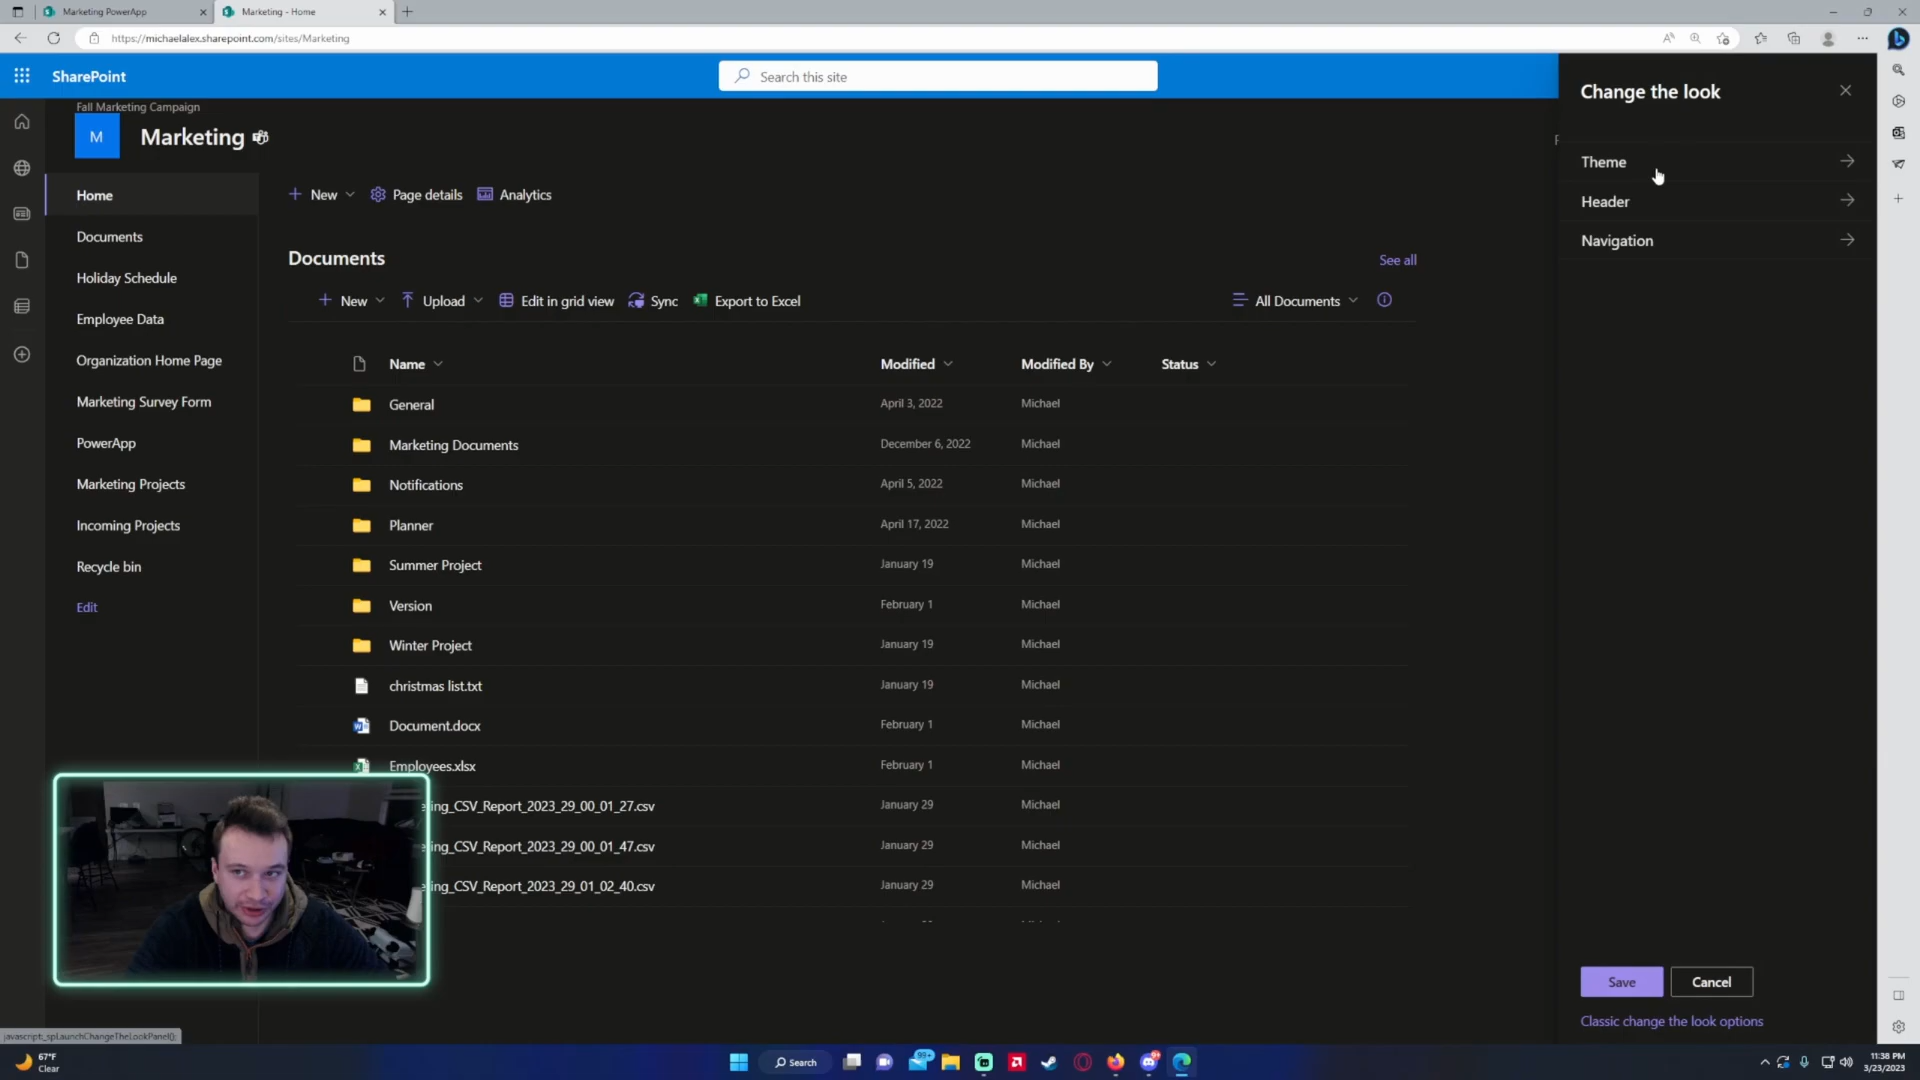 Marketing PowerApp
Marketing - Home
https://michaelalex.sharepoint.com/sites/Marketing
SharePoint
Search this site
Fall Marketing Campaign
M
Marketing
Home
Documents
Holiday Schedule
Employee Data
Organization Home Page
Marketing Survey Form
PowerApp
Marketing Projects
Incoming Projects
Recycle bin
Edit
New
Page details
Analytics
Documents
See all
New
Upload
Edit in grid view
Sync
Export to Excel
All Documents
Name Modified Modified By Status
General April 3, 2022 Michael
Marketing Documents December 6, 2022 Michael
Notifications April 5, 2022 Michael
Planner April 17, 2022 Michael
Summer Project January 19 Michael
Version February 1 Michael
Winter Project January 19 Michael
christmas list.txt January 19 Michael
Document.docx February 1 Michael
Employees.xlsx February 1 Michael
ing_CSV_Report_2023_29_00_01_27.csv January 29 Michael
ing_CSV_Report_2023_29_00_01_47.csv January 29 Michael
ing_CSV_Report_2023_29_01_02_40.csv January 29 Michael
Change the look
Theme
Header
Navigation
Save
Cancel
Classic change the look options
javascript:_spLaunchChangeTheLookPanel();
67°F
Clear
Search
99+
11:38 PM
3/23/2023